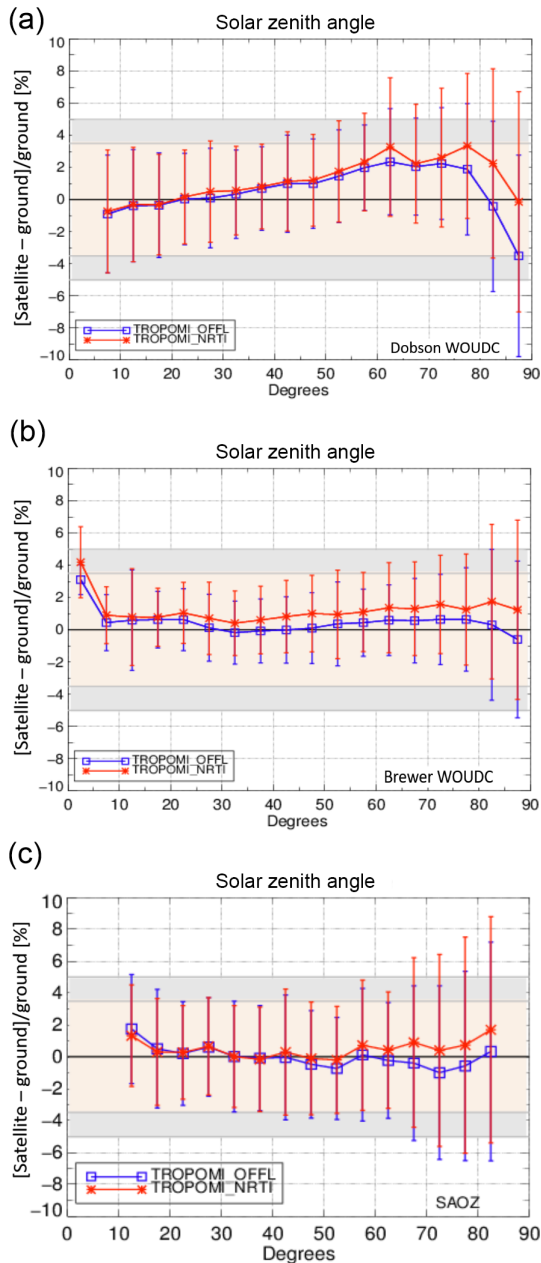 (a)
Solar zenith angle
[Satellite – ground]/ground [%]
10
8
6
4
2
0
−2
−4
−6
−8
−10
TROPOMI_OFFL
TROPOMI_NRTI
Dobson WOUDC
0 10 20 30 40 50 60 70 80 90
Degrees
(b)
Solar zenith angle
[Satellite – ground]/ground [%]
10
8
6
4
2
0
−2
−4
−6
−8
−10
TROPOMI_OFFL
TROPOMI_NRTI
Brewer WOUDC
0 10 20 30 40 50 60 70 80 90
Degrees
(c)
Solar zenith angle
[Satellite – ground]/ground [%]
10
8
6
4
2
0
−2
−4
−6
−8
−10
TROPOMI_OFFL
TROPOMI_NRTI
SAOZ
0 10 20 30 40 50 60 70 80 90
Degrees